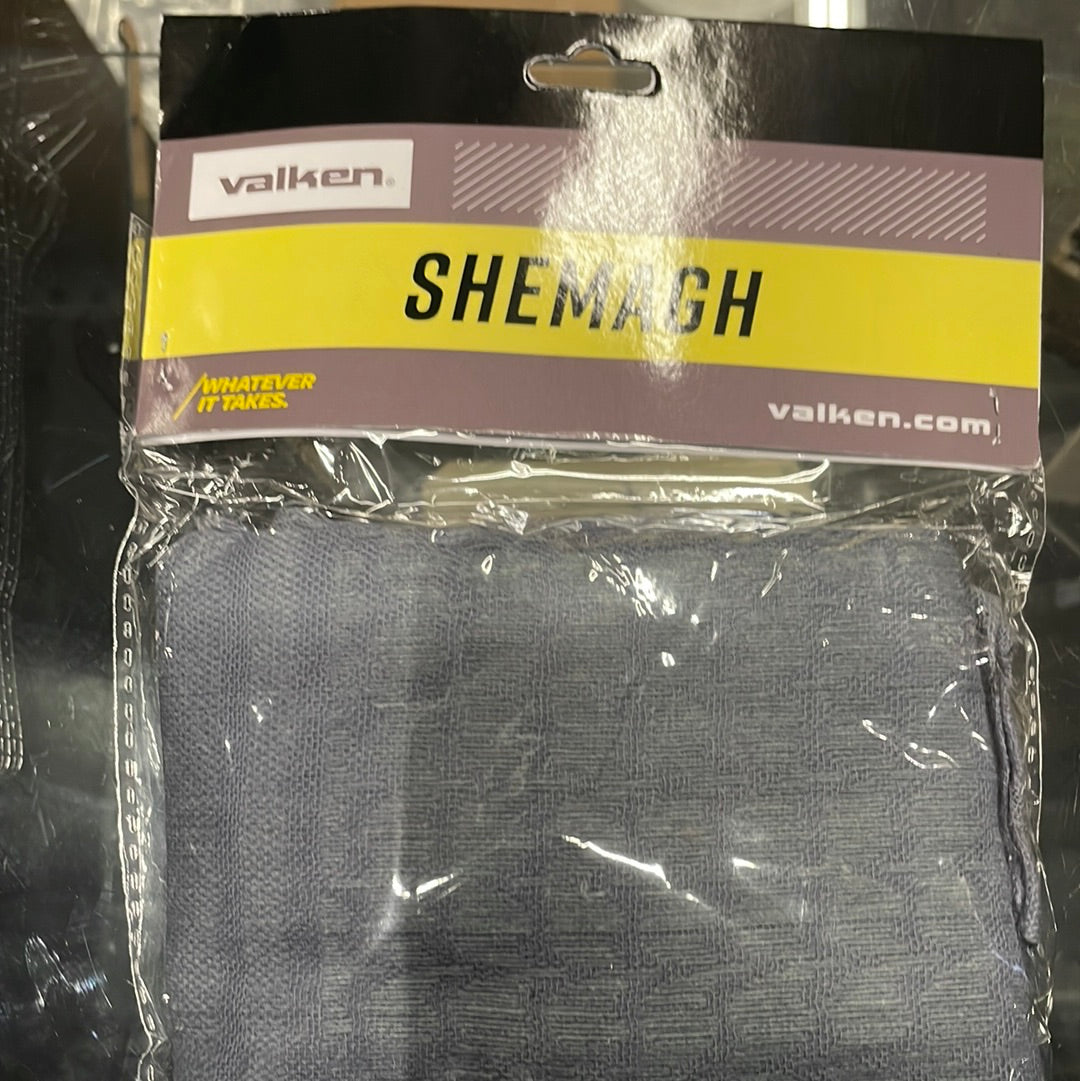 valken®
SHEMAGH
WHATEVER
IT TAKES.
valken.com